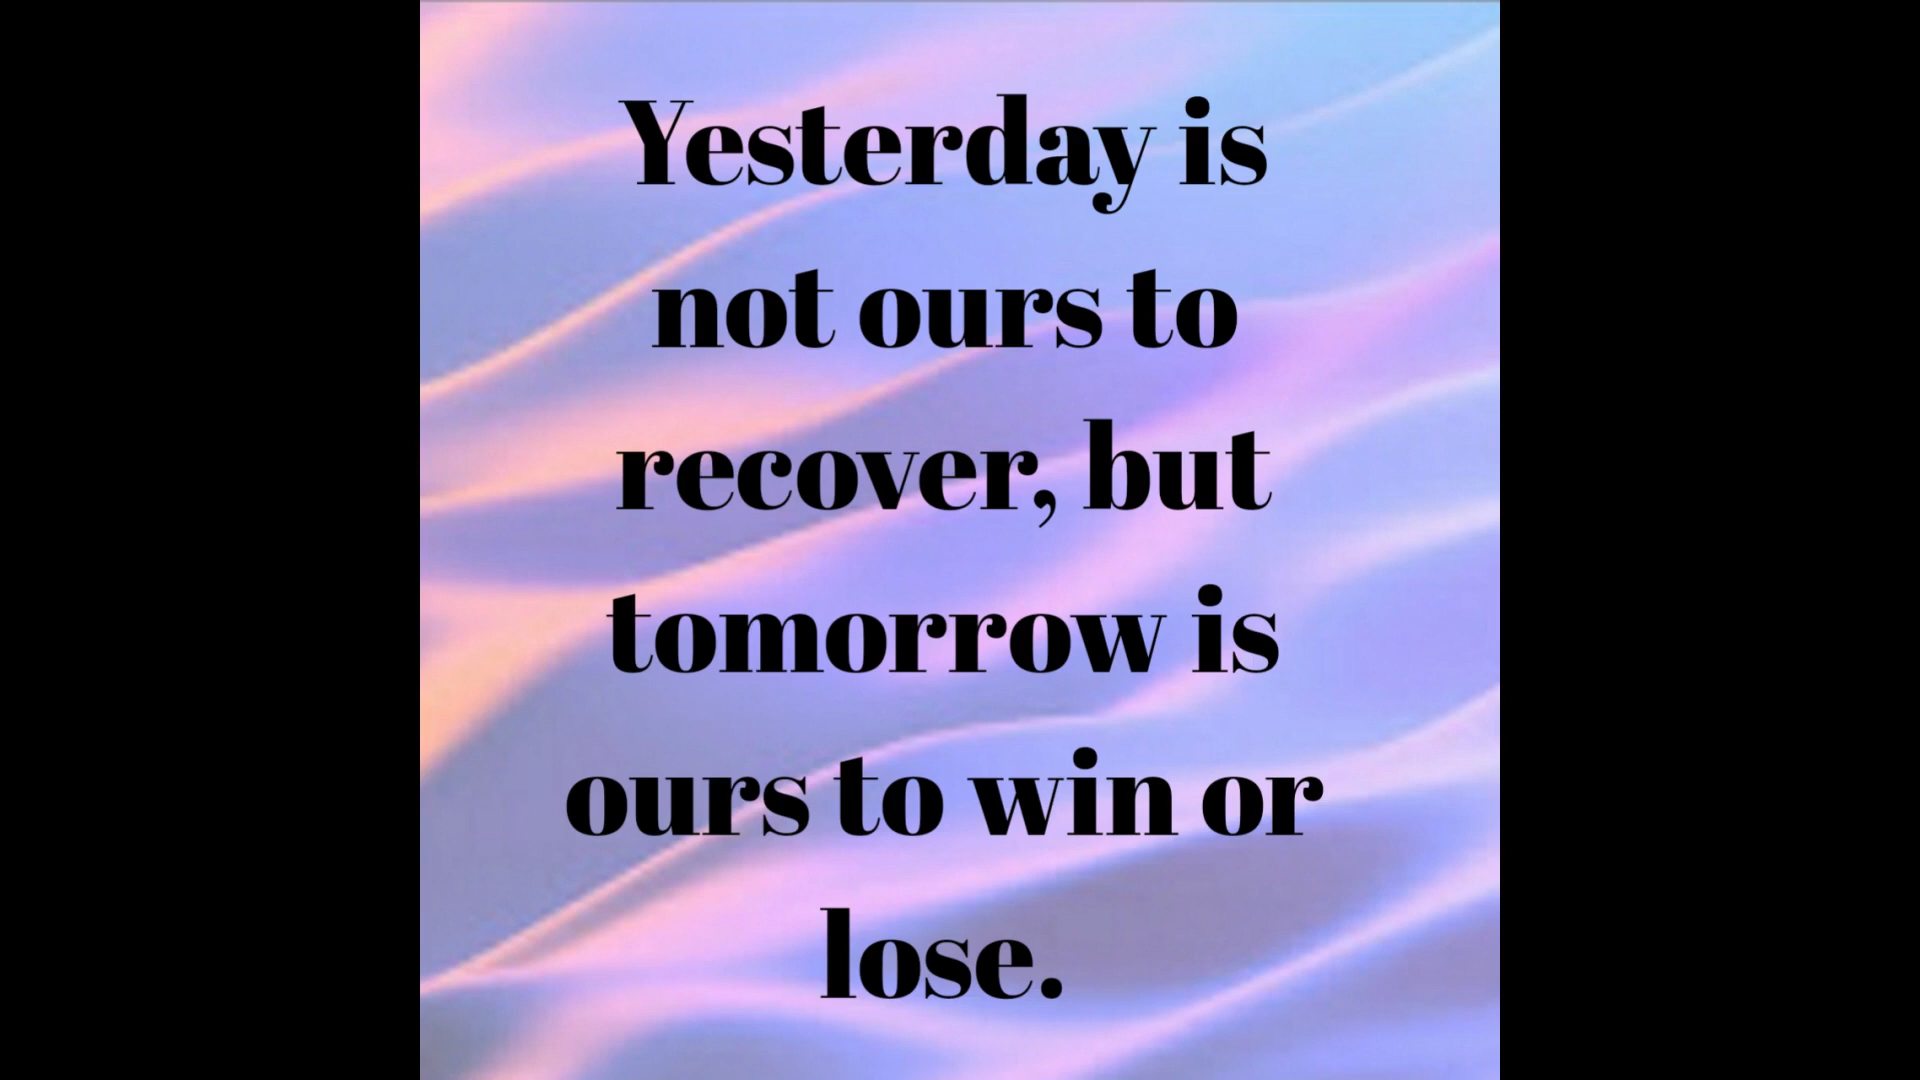 Yesterday is
not ours to
recover, but
tomorrow is
ours to win or
lose.